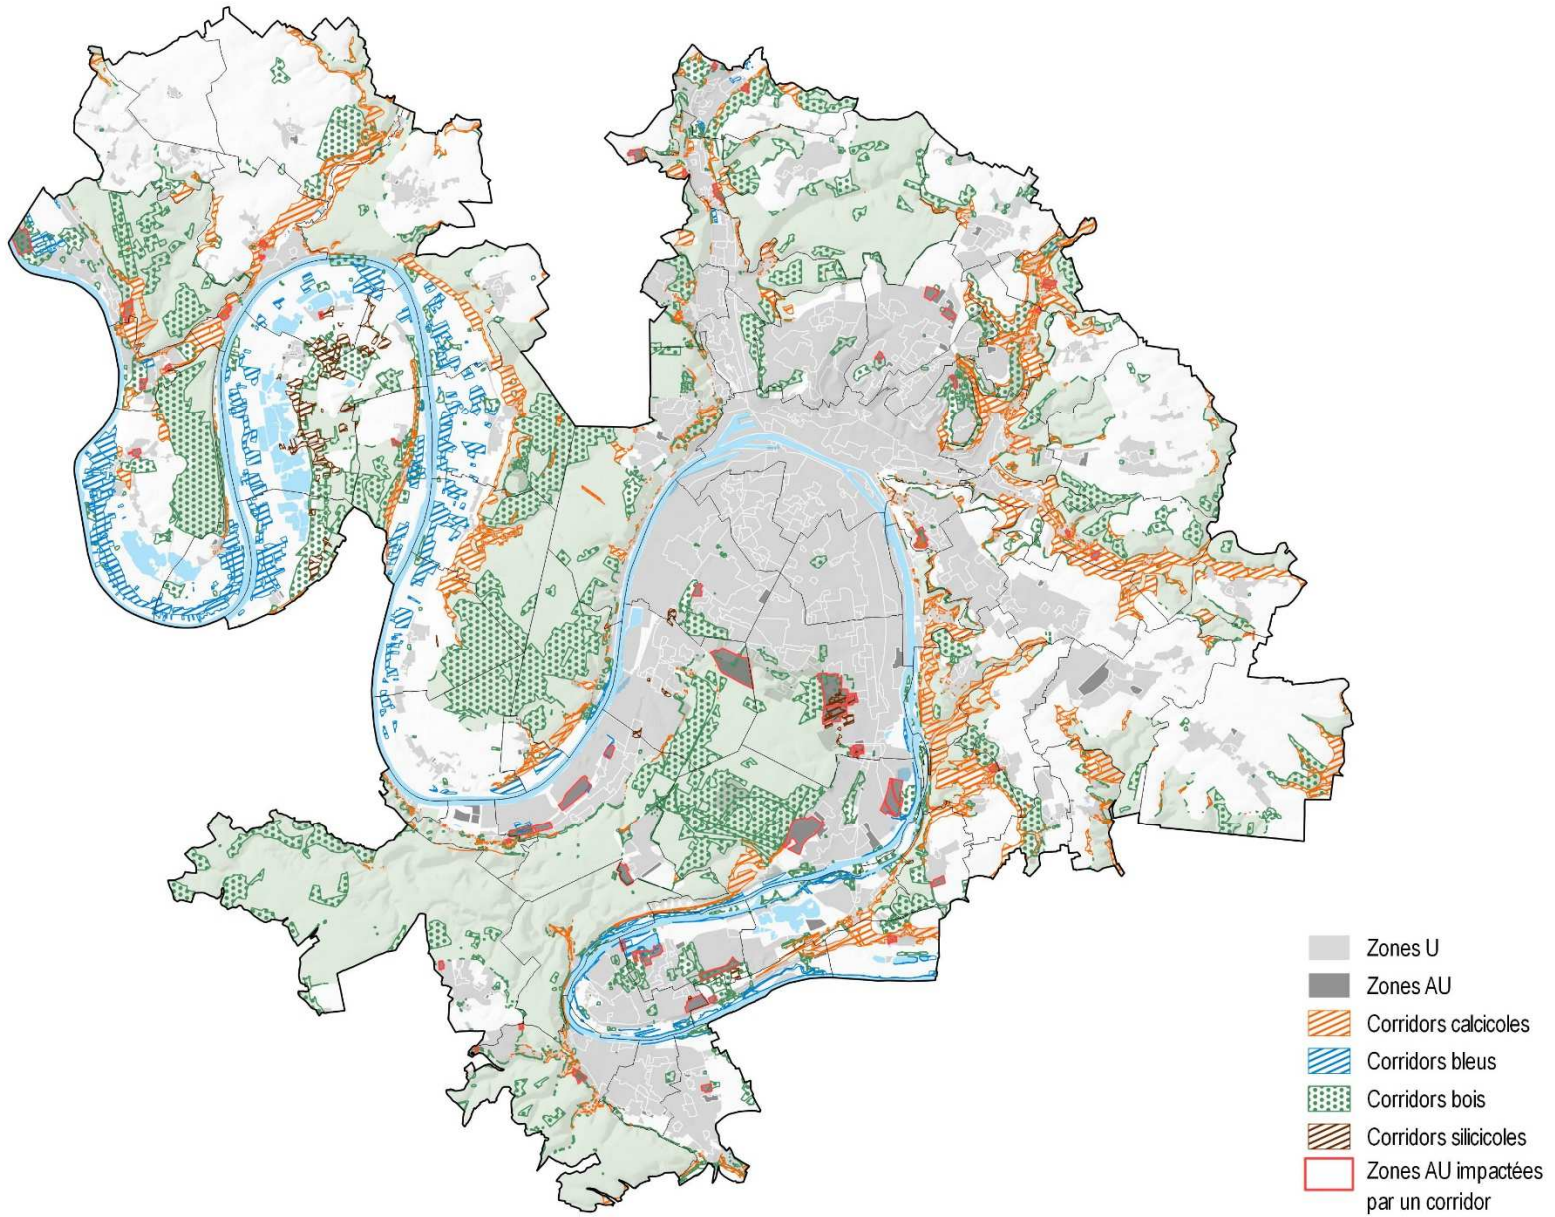 Zones U
Zones AU
Corridors calcicoles
Corridors bleus
Corridors bois
Corridors silicicoles
Zones AU impactées
par un corridor